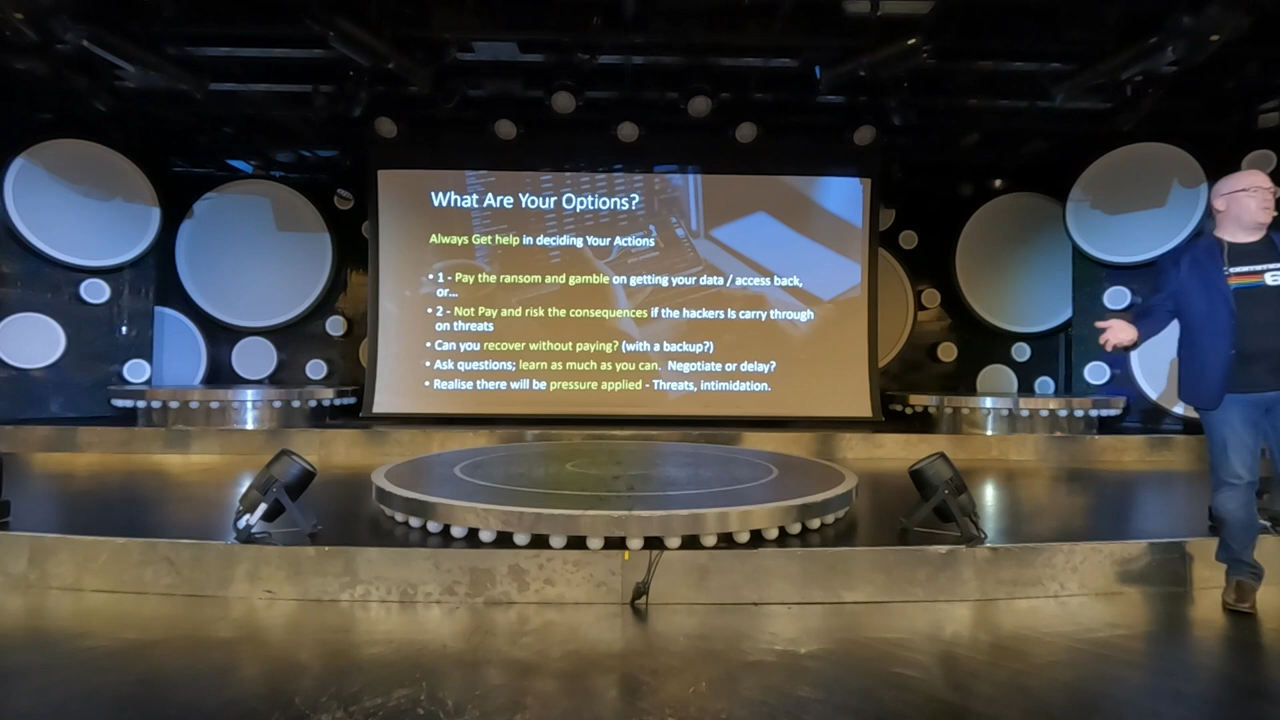 What Are Your Options?
Always Get help in deciding Your Actions
• 1 - Pay the ransom and gamble on getting your data / access back,
or...
• 2 - Not Pay and risk the consequences if the hackers Is carry through
on threats
• Can you recover without paying? (with a backup?)
• Ask questions; learn as much as you can.  Negotiate or delay?
• Realise there will be pressure applied - Threats, intimidation.